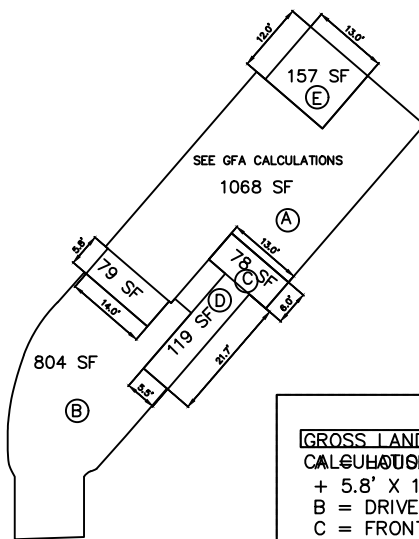 12.0'
13.0'
157 SF
E
SEE GFA CALCULATIONS
1068 SF
A
5.8'
79 SF
14.0'
13.0'
78 SF
C
6.0'
D
119 SF
21.7'
5.5'
804 SF
B
GROSS LAND
+ 5.8' X 1
B = DRIVE
C = FRONT